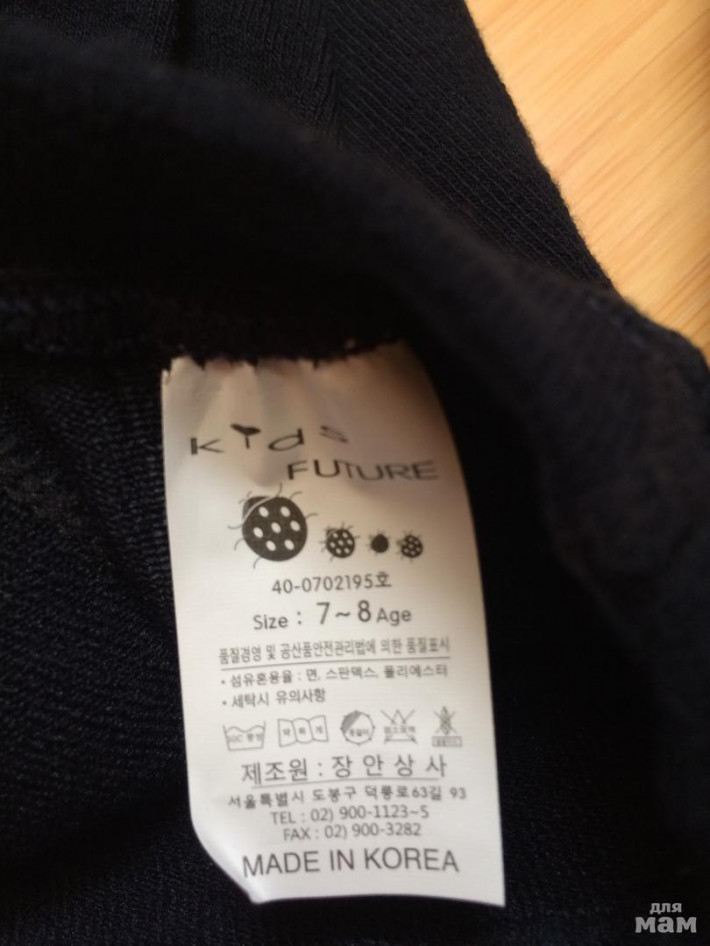 Kids
FUTURE
40-0702195호
Size : 7~8 Age
품질경영 및 공산품안전관리법에 의한 품질표시
• 섬유혼용율 : 면, 스판덱스, 폴리에스터
• 세탁시 유의사항
약하게
제조원 : 장안상사
서울특별시 도봉구 덕릉로63길 93
TEL : 02) 900-1123~5
FAX : 02) 900-3282
MADE IN KOREA
для
мам